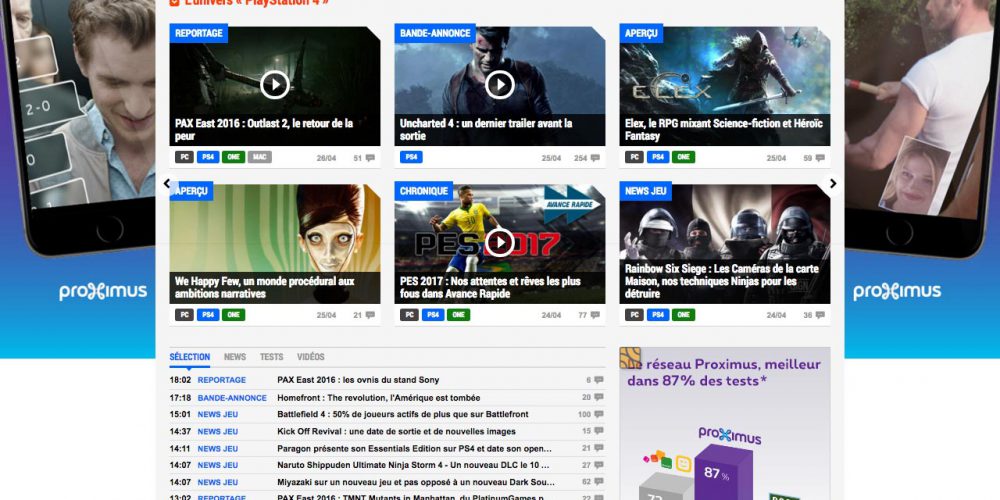 L'univers « PlayStation 4 »
2-0
REPORTAGE
PAX East 2016 : Outlast 2, le retour de la
peur
PC PS4 ONE MAC 26/04 51
BANDE-ANNONCE
Uncharted 4 : un dernier trailer avant la
sortie
PS4 25/04 254
APERÇU
ELEX
Elex, le RPG mixant Science-fiction et Héroïc
Fantasy
PC PS4 ONE 25/04 59
APERÇU
We Happy Few, un monde procédural aux
ambitions narratives
PC PS4 ONE 25/04 21
CHRONIQUE
AVANCE RAPIDE
PES 2017
PES 2017 : Nos attentes et rêves les plus
fous dans Avance Rapide
PC PS4 ONE 24/04 77
NEWS JEU
Rainbow Six Siege : Les Caméras de la carte
Maison, nos techniques Ninjas pour les
détruire
PC PS4 ONE 24/04 36
proximus
proximus
SÉLECTION NEWS TESTS VIDÉOS
18:02 REPORTAGE PAX East 2016 : les ovnis du stand Sony 6
17:18 BANDE-ANNONCE Homefront : The revolution, l'Amérique est tombée 20
15:01 NEWS JEU Battlefield 4 : 50% de joueurs actifs de plus que sur Battlefront 100
14:37 NEWS JEU Kick Off Revival : une date de sortie et de nouvelles images 15
14:11 NEWS JEU Paragon présente son Essentials Edition sur PS4 et date son open... 21
14:07 NEWS JEU Naruto Shippuden Ultimate Ninja Storm 4 - Un nouveau DLC le 10 ... 27
14:07 NEWS JEU Miyazaki sur un nouveau jeu et pas opposé à un nouveau Dark Sou...
13:02 REPORTAGE PAX East 2016 : TMNT Mutants in Manhattan, du PlatinumGames p...
Le réseau Proximus, meilleur
dans 87% des tests*
proximus
87%